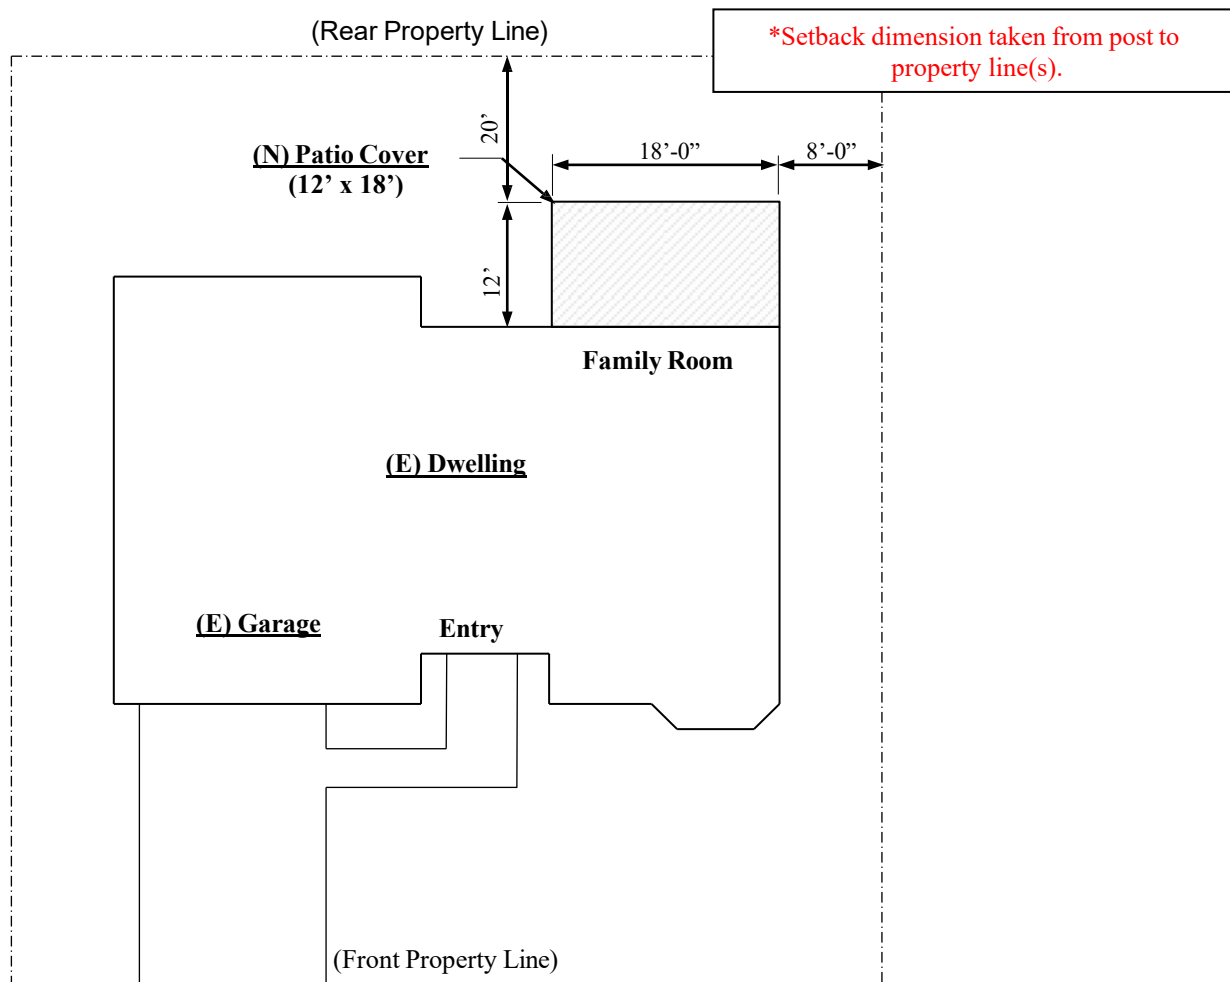 (Rear Property Line)
*Setback dimension taken from post to
property line(s).
20’
(N) Patio Cover
(12’ x 18’)
18’-0”
8’-0”
12’
Family Room
(E) Dwelling
(E) Garage
Entry
(Front Property Line)